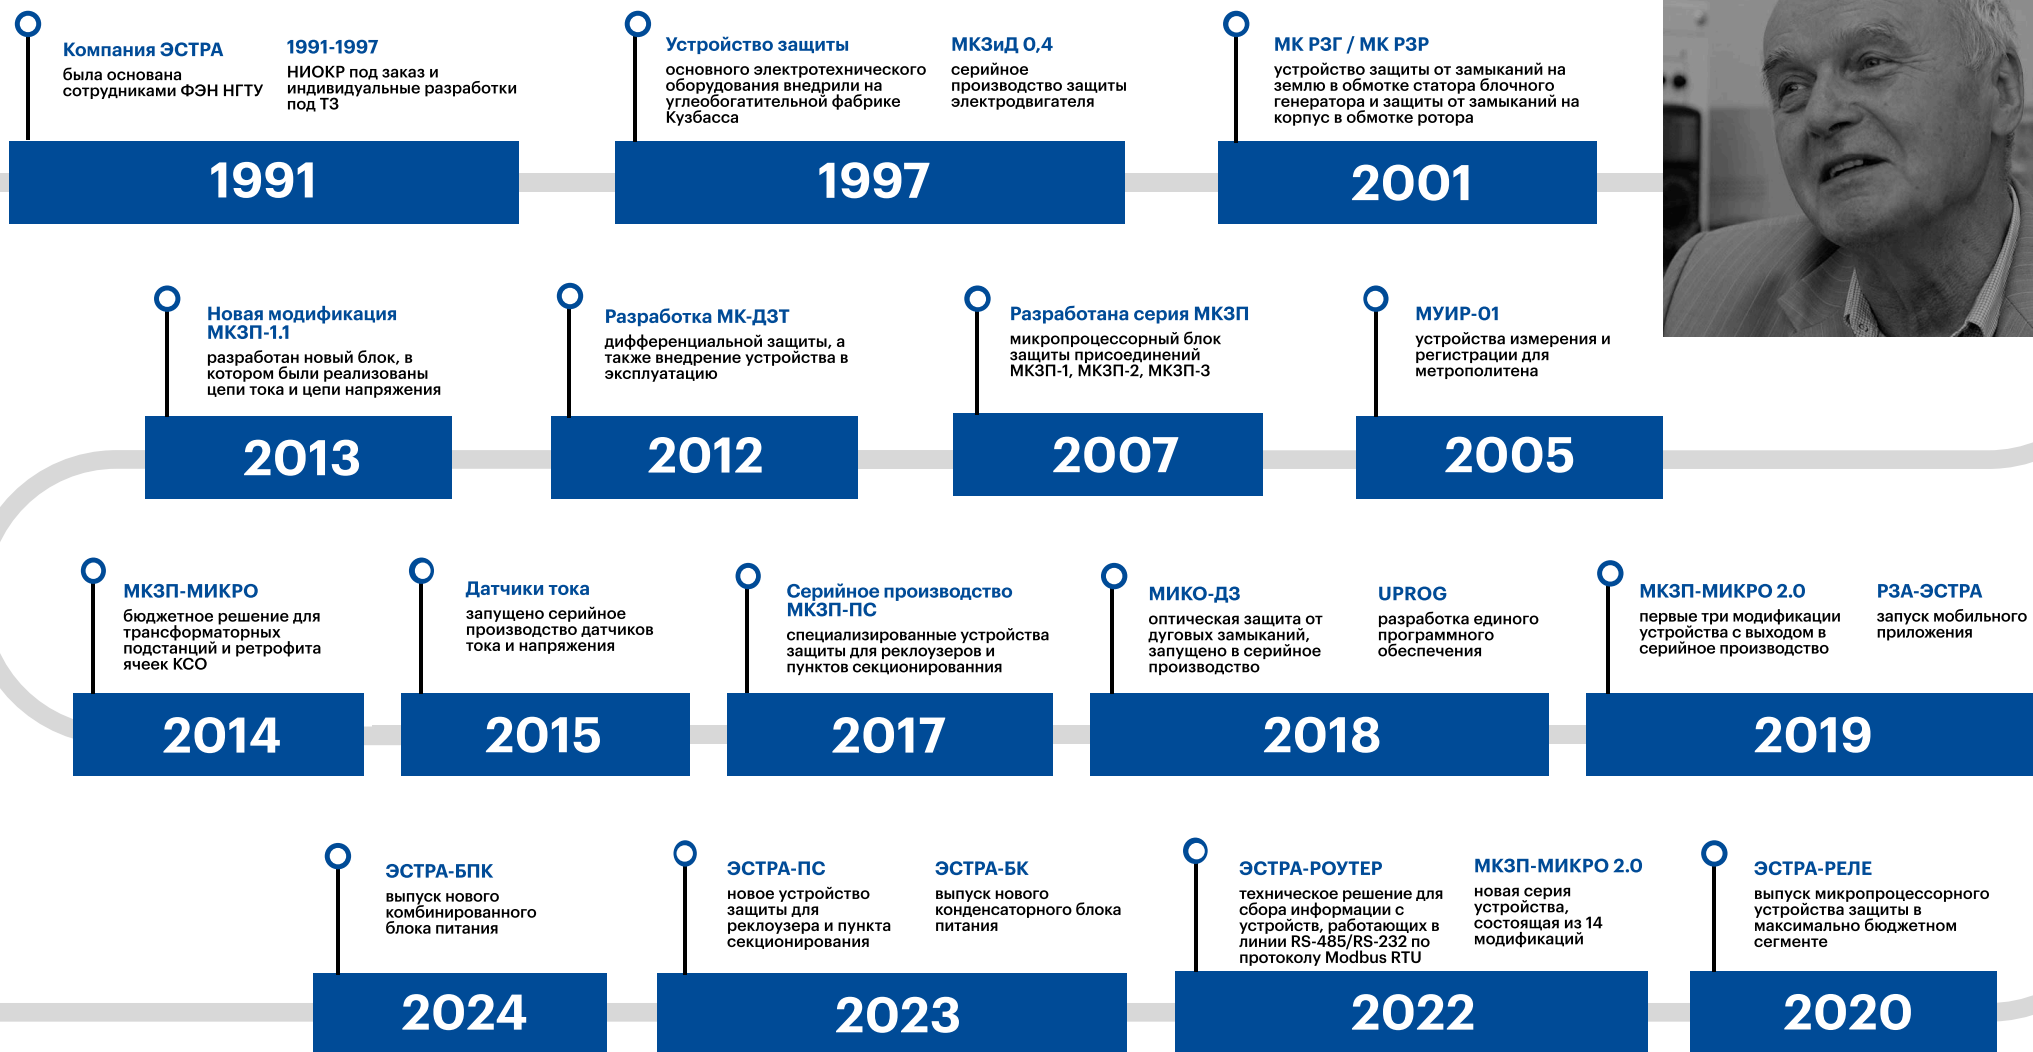 Компания ЭСТРА
была основана
сотрудниками ФЭН НГТУ
1991-1997
НИОКР под заказ и
индивидуальные разработки
под ТЗ
1991
Устройство защиты
основного электротехнического
оборудования внедрили на
углеобогатительной фабрике
Кузбасса
МКЗиД 0,4
серийное
производство защиты
электродвигателя
1997
МК РЗГ / МК РЗР
устройство защиты от замыканий на
землю в обмотке статора блочного
генератора и защиты от замыканий на
корпус в обмотке ротора
2001
Новая модификация
МКЗП-1.1
разработан новый блок, в
котором были реализованы
цепи тока и цепи напряжения
2013
Разработка МК-ДЗТ
дифференциальной защиты, а
также внедрение устройства в
эксплуатацию
2012
Разработана серия МКЗП
микропроцессорный блок
защиты присоединений
МКЗП-1, МКЗП-2, МКЗП-3
2007
МУИР-01
устройства измерения и
регистрации для
метрополитена
2005
МКЗП-МИКРО
бюджетное решение для
трансформаторных
подстанций и ретрофита
ячеек КСО
2014
Датчики тока
запущено серийное
производство датчиков
тока и напряжения
2015
Серийное производство
МКЗП-ПС
специализированные устройства
защиты для реклоузеров и
пунктов секционированния
2017
МИКО-ДЗ
оптическая защита от
дуговых замыканий,
запущено в серийное
производство
UPROG
разработка единого
программного
обеспечения
2018
МКЗП-МИКРО 2.0
первые три модификации
устройства с выходом в
серийное производство
РЗА-ЭСТРА
запуск мобильного
приложения
2019
ЭСТРА-БПК
выпуск нового
комбинированного
блока питания
2024
ЭСТРА-ПС
новое устройство
защиты для
реклоузера и пункта
секционирования
ЭСТРА-БК
выпуск нового
конденсаторного блока
питания
2023
ЭСТРА-РОУТЕР
техническое решение для
сбора информации с
устройств, работающих в
линии RS-485/RS-232 по
протоколу Modbus RTU
МКЗП-МИКРО 2.0
новая серия
устройства,
состоящая из 14
модификаций
2022
ЭСТРА-РЕЛЕ
выпуск микропроцессорного
устройства защиты в
максимально бюджетном
сегменте
2020